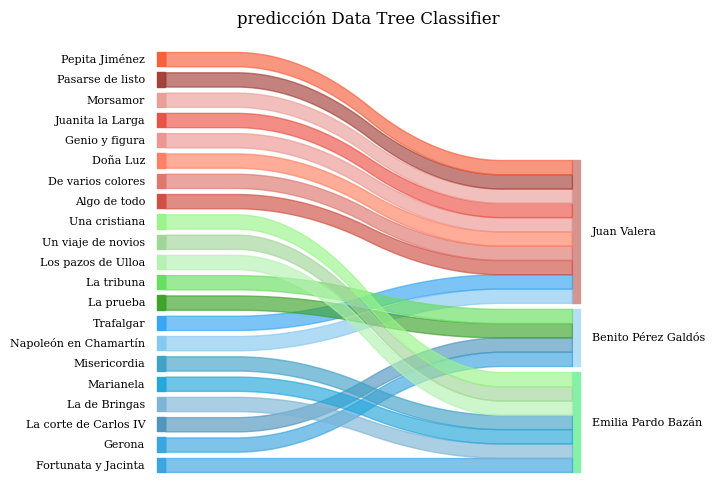 predicción Data Tree Classifier
Pepita Jiménez
Pasarse de listo
Morsamor
Juanita la Larga
Genio y figura
Doña Luz
De varios colores
Algo de todo
Una cristiana
Un viaje de novios
Los pazos de Ulloa
La tribuna
La prueba
Trafalgar
Napoleón en Chamartín
Misericordia
Marianela
La de Bringas
La corte de Carlos IV
Gerona
Fortunata y Jacinta
Juan Valera
Benito Pérez Galdós
Emilia Pardo Bazán